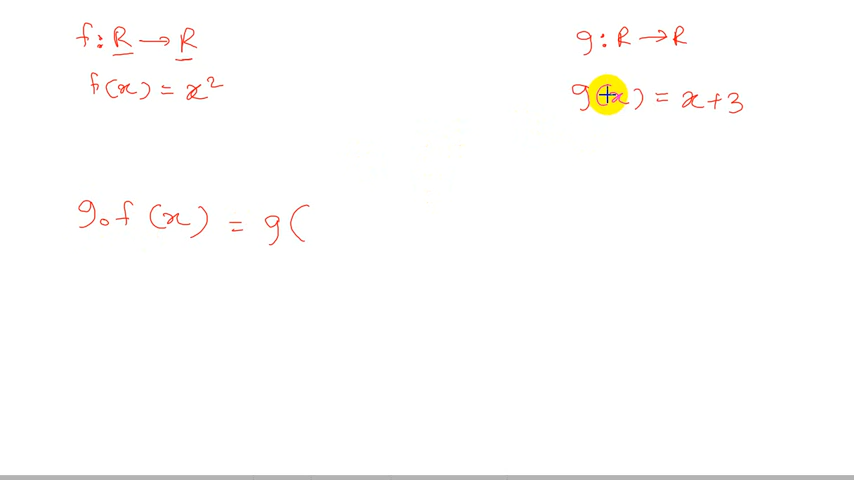 f : R → R
f(x) = x²
g : R → R
g(x) = x+3
g∘f (x) = g(